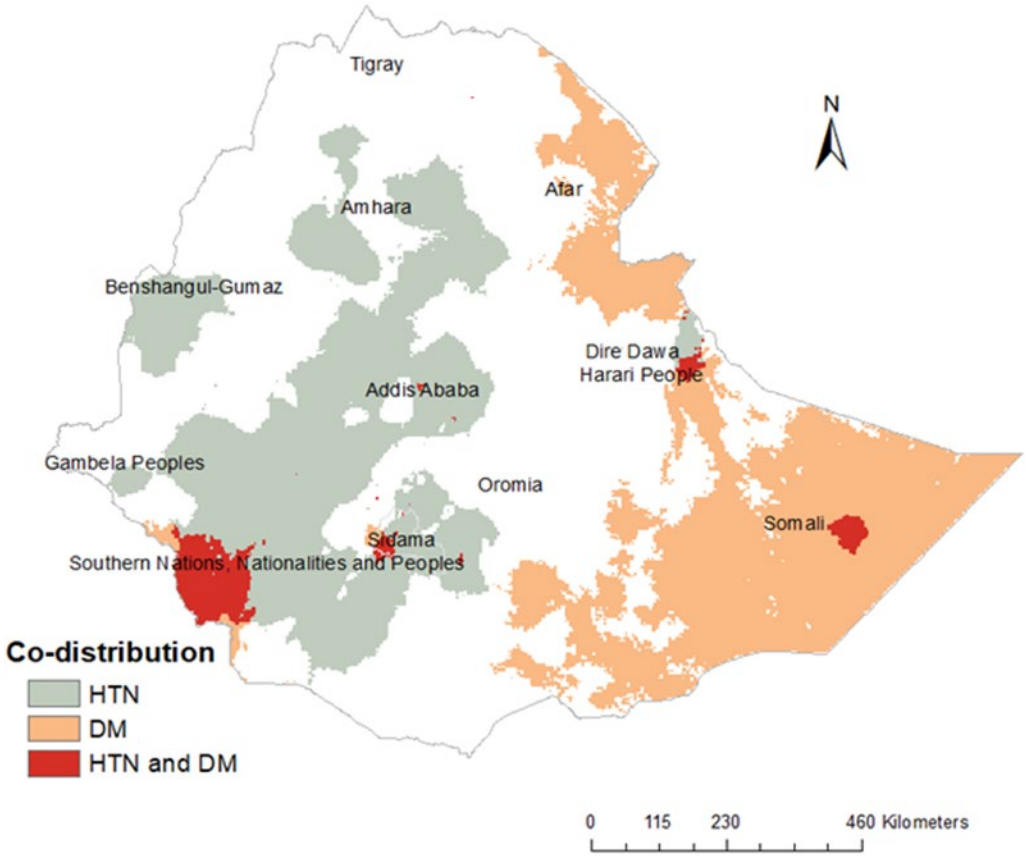 Tigray
N
Afar
Amhara
Benshangul-Gumaz
Dire Dawa
Harari People
Addis Ababa
Gambela Peoples
Oromia
Somali
Sidama
Southern Nations, Nationalities and Peoples
Co-distribution
HTN
DM
HTN and DM
0 115 230 460 Kilometers